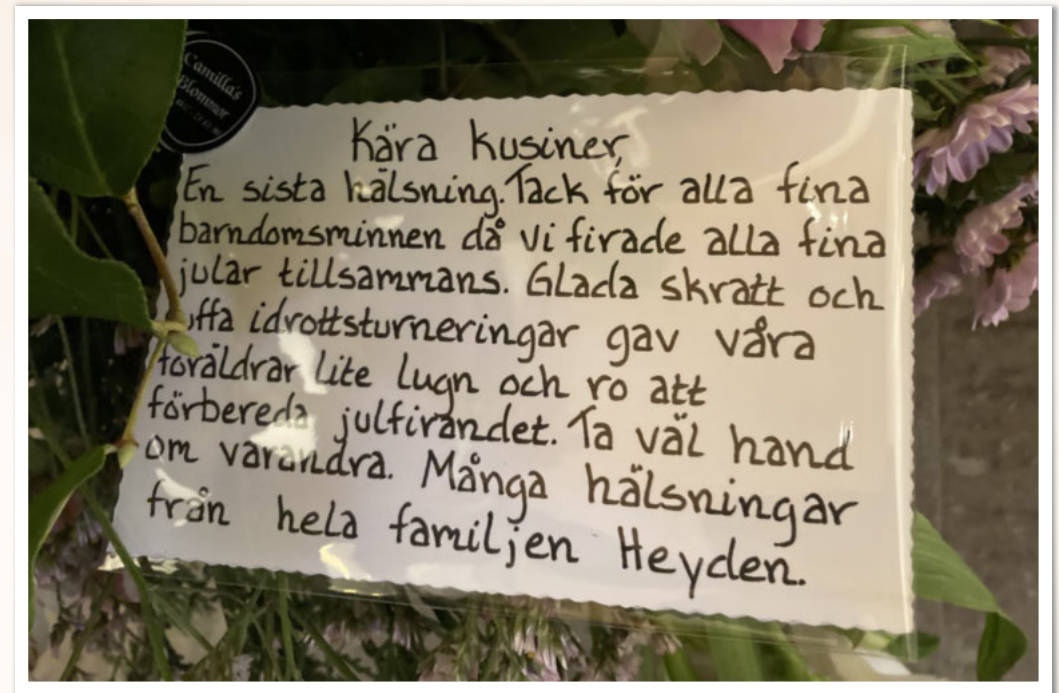 Camillas
Blommor
Kära kusiner,
En sista hälsning. Tack för alla fina
barndomsminnen då vi firade alla fina
jular tillsammans. Glada skratt och
idrottsturneringar gav våra
föräldrar lite lugn och ro att
förbereda julfirandet. Ta väl hand
om varandra. Många hälsningar
från hela familjen Heyden.